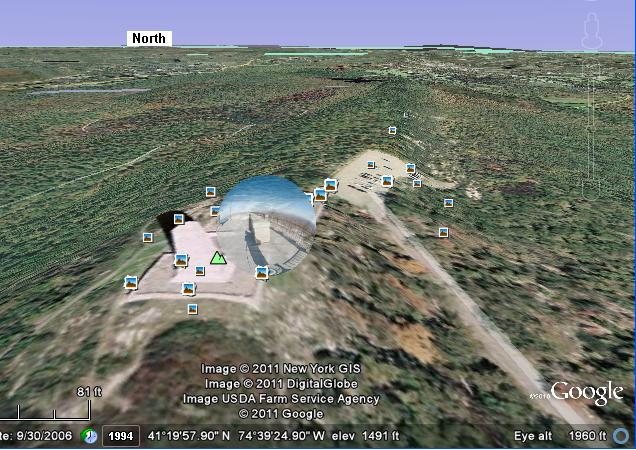 North
Image © 2011 New York GIS
Image © 2011 DigitalGlobe
Image USDA Farm Service Agency
© 2011 Google
©2010 Google
81 ft
te: 9/30/2006 1994 41°19'57.90" N 74°39'24.90" W elev 1491 ft Eye alt 1960 ft